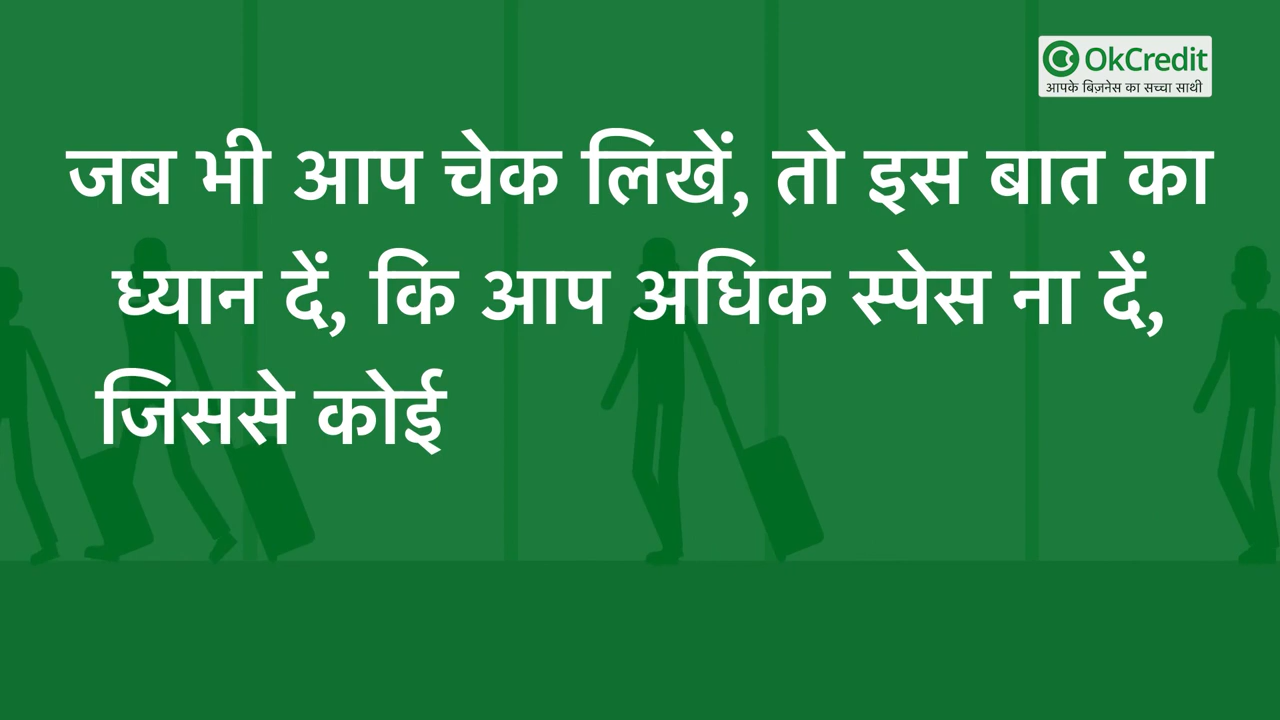 OkCredit
आपके बिज़नेस का सच्चा साथी
जब भी आप चेक लिखें, तो इस बात का
ध्यान दें, कि आप अधिक स्पेस ना दें,
जिससे कोई